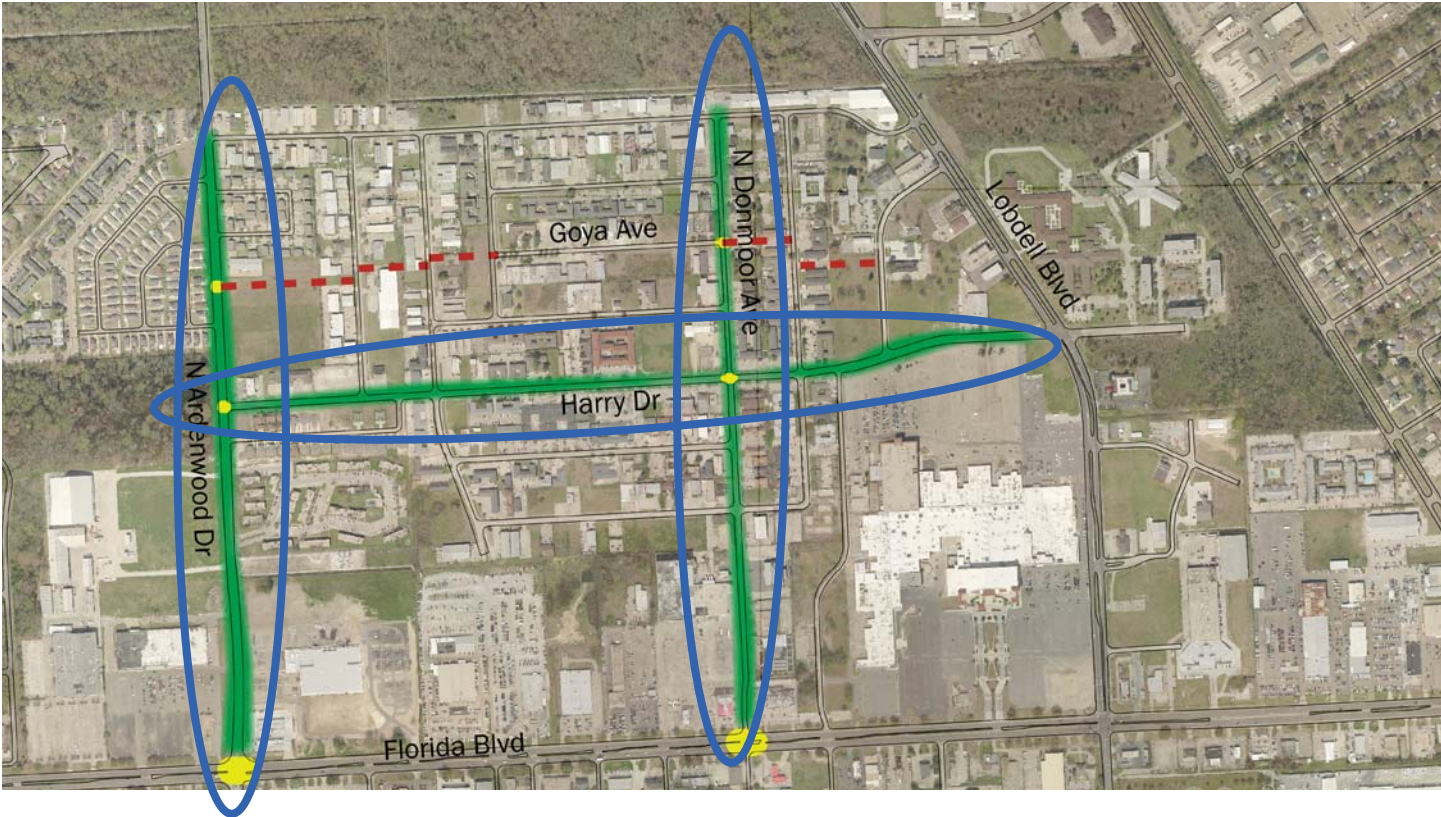 N Donmoor Ave
Lobdell Blvd
Goya Ave
N Ardenwood Dr
Harry Dr
Florida Blvd